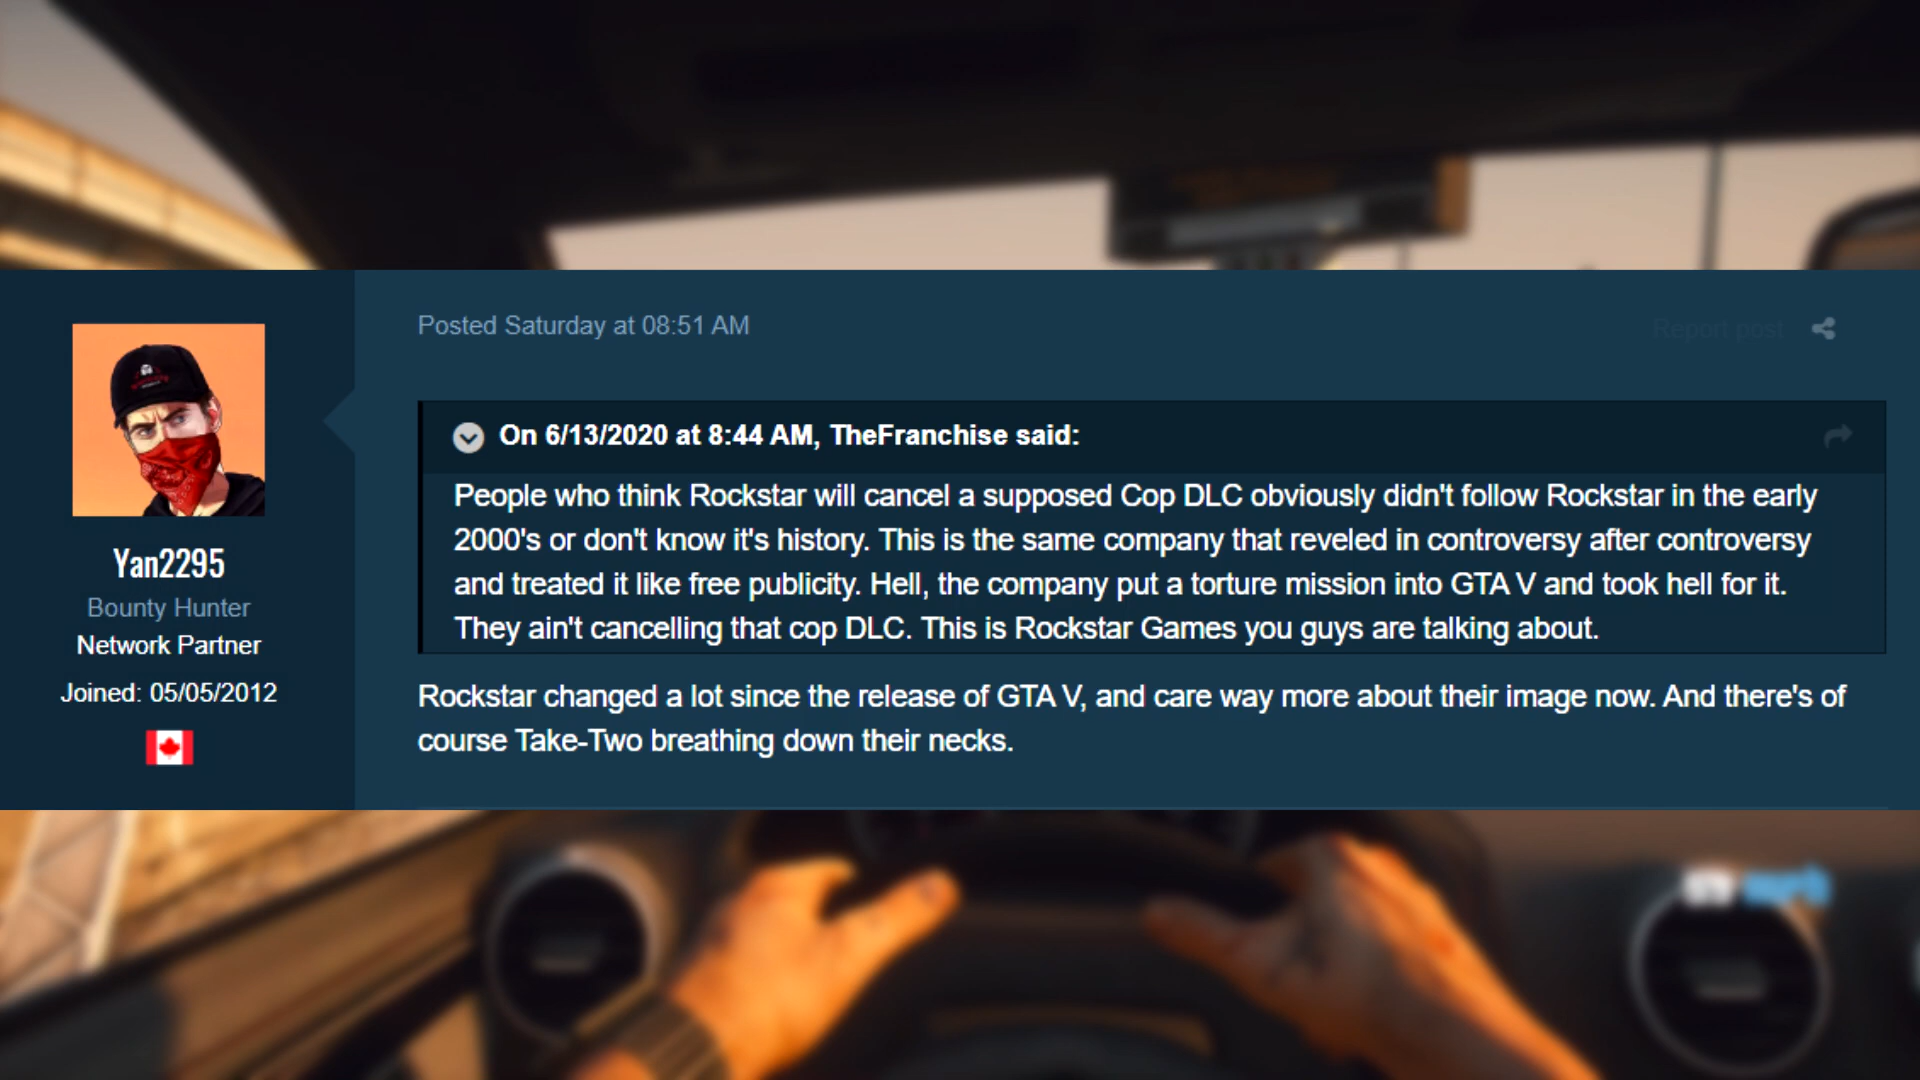 Posted Saturday at 08:51 AM
Report post
On 6/13/2020 at 8:44 AM, TheFranchise said:
People who think Rockstar will cancel a supposed Cop DLC obviously didn't follow Rockstar in the early
2000's or don't know it's history. This is the same company that reveled in controversy after controversy
and treated it like free publicity. Hell, the company put a torture mission into GTA V and took hell for it.
They ain't cancelling that cop DLC. This is Rockstar Games you guys are talking about.
Yan2295
Bounty Hunter
Network Partner
Joined: 05/05/2012
Rockstar changed a lot since the release of GTA V, and care way more about their image now. And there's of
course Take-Two breathing down their necks.